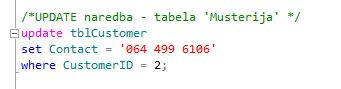 /*UPDATE naredba - tabela 'Musterija' */
update tblCustomer
set Contact = '064 499 6106'
where CustomerID = 2;